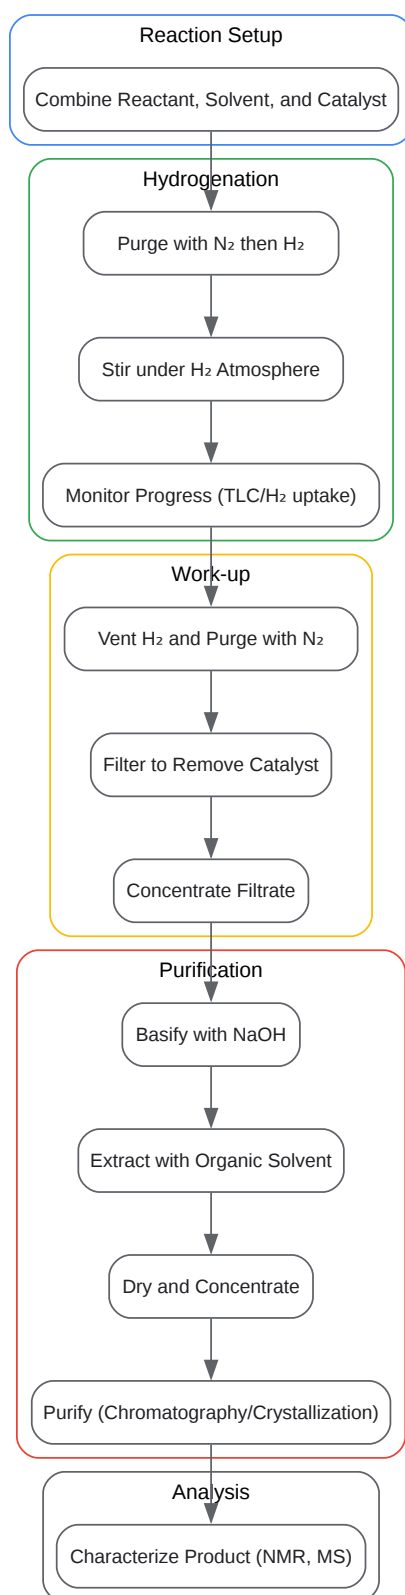 Reaction Setup
Combine Reactant, Solvent, and Catalyst
Hydrogenation
Purge with N₂ then H₂
Stir under H₂ Atmosphere
Monitor Progress (TLC/H₂ uptake)
Work-up
Vent H₂ and Purge with N₂
Filter to Remove Catalyst
Concentrate Filtrate
Purification
Basify with NaOH
Extract with Organic Solvent
Dry and Concentrate
Purify (Chromatography/Crystallization)
Analysis
Characterize Product (NMR, MS)